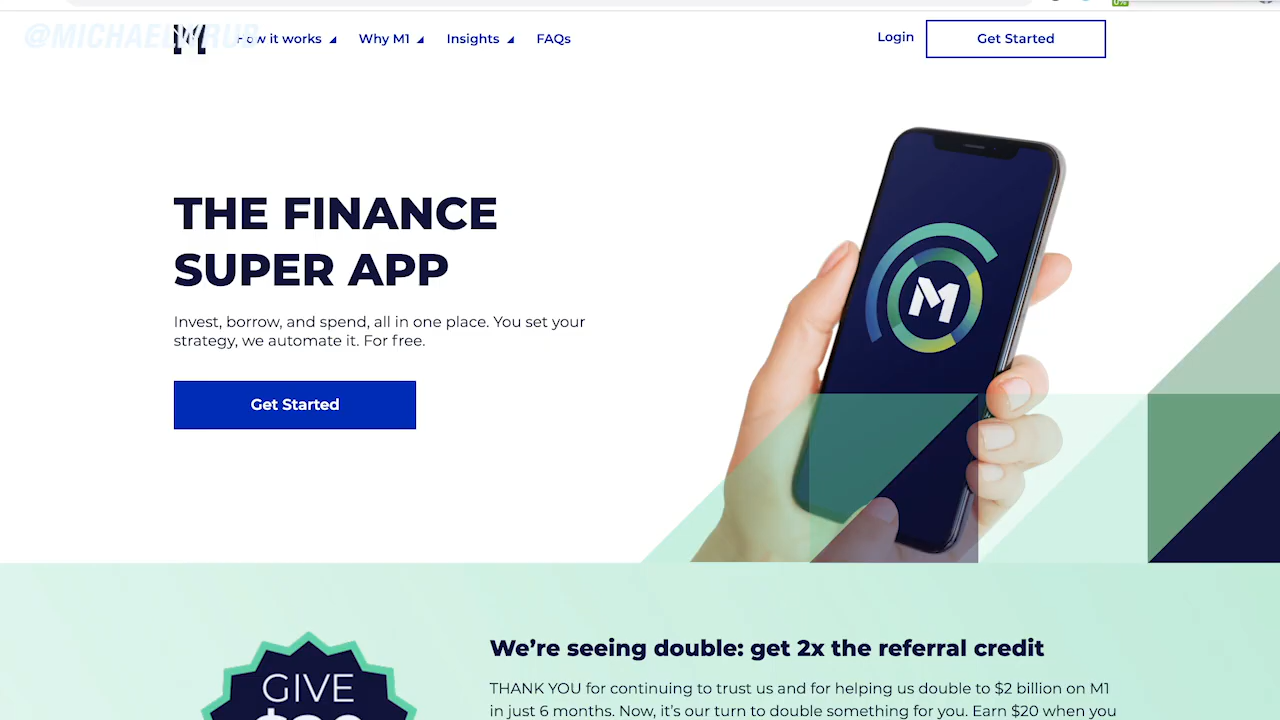 @MICHAELWRUB
How it works
Why M1
Insights
FAQs
Login
Get Started
THE FINANCE
SUPER APP
Invest, borrow, and spend, all in one place. You set your
strategy, we automate it. For free.
Get Started
M
We're seeing double: get 2x the referral credit
THANK YOU for continuing to trust us and for helping us double to $2 billion on M1
in just 6 months. Now, it's our turn to double something for you. Earn $20 when you
GIVE